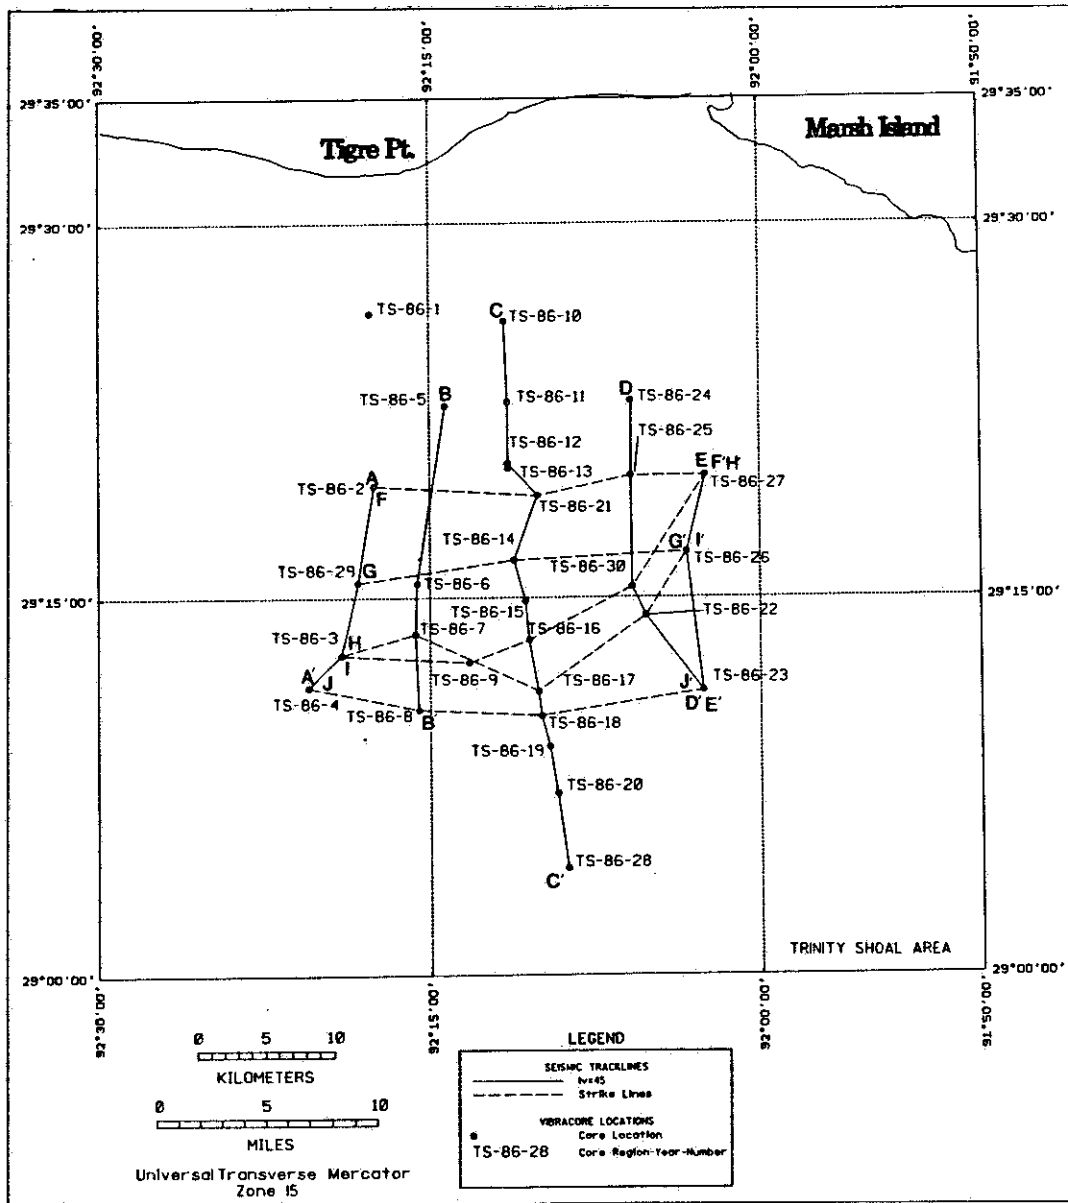 92°30'00"
92°15'00"
92°00'00"
91°50'00"
29°35'00"
29°35'00"
Tigre Pt.
Marsh Island
29°30'00"
29°30'00"
TS-86-1
C
TS-86-10
TS-86-5
B
TS-86-11
D
TS-86-24
TS-86-25
TS-86-12
TS-86-13
E F'H'
TS-86-27
A
TS-86-2
F
TS-86-21
TS-86-14
G' I'
TS-86-26
TS-86-29
G
TS-86-6
TS-86-30
29°15'00"
29°15'00"
TS-86-15
TS-86-22
TS-86-3
H
I
TS-86-7
TS-86-16
TS-86-9
TS-86-17
A'
J
TS-86-4
TS-86-8
B'
TS-86-18
J'
TS-86-23
D' E'
TS-86-19
TS-86-20
TS-86-28
C'
TRINITY SHOAL AREA
29°00'00"
29°00'00"
92°30'00"
92°15'00"
92°00'00"
91°50'00"
0 5 10
KILOMETERS
0 5 10
MILES
Universal Transverse Mercator
Zone 15
LEGEND
SEISMIC TRACKLINES
Strike Lines
VIBRACORE LOCATIONS
Core Location
TS-86-28 Core Region-Year-Number